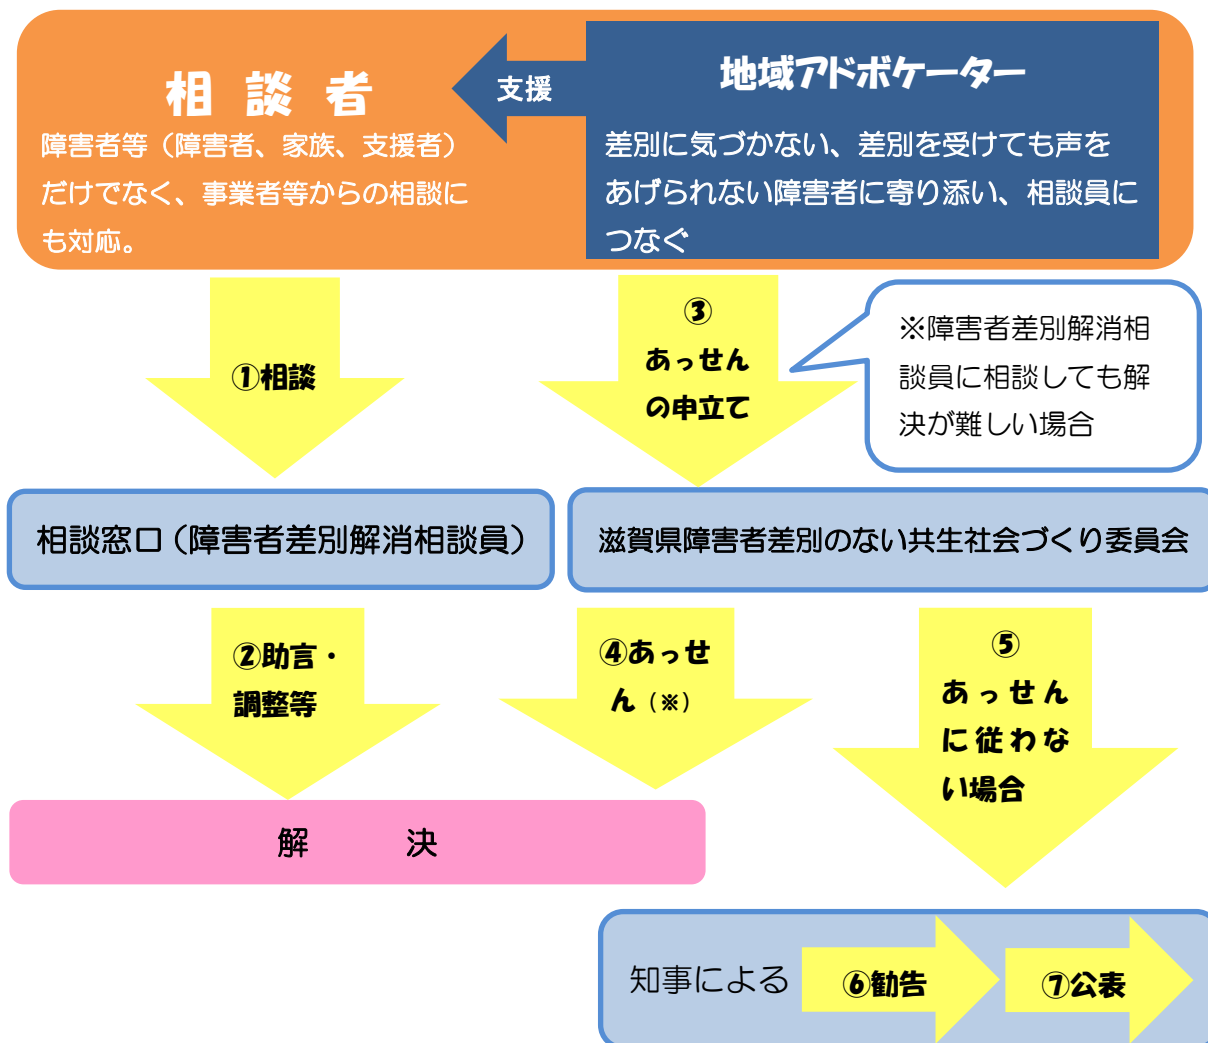 相 談 者
障害者等（障害者、家族、支援者）
だけでなく、事業者等からの相談に
も対応。
支援
地域アドボケーター
差別に気づかない、差別を受けても声を
あげられない障害者に寄り添い、相談員に
つなぐ
①相談
③
あっせん
の申立て
※障害者差別解消相
談員に相談しても解
決が難しい場合
相談窓口（障害者差別解消相談員）
滋賀県障害者差別のない共生社会づくり委員会
②助言・
調整等
④あっせ
ん（※）
⑤
あっせん
に従わな
い場合
解　　　決
知事による
⑥勧告
⑦公表